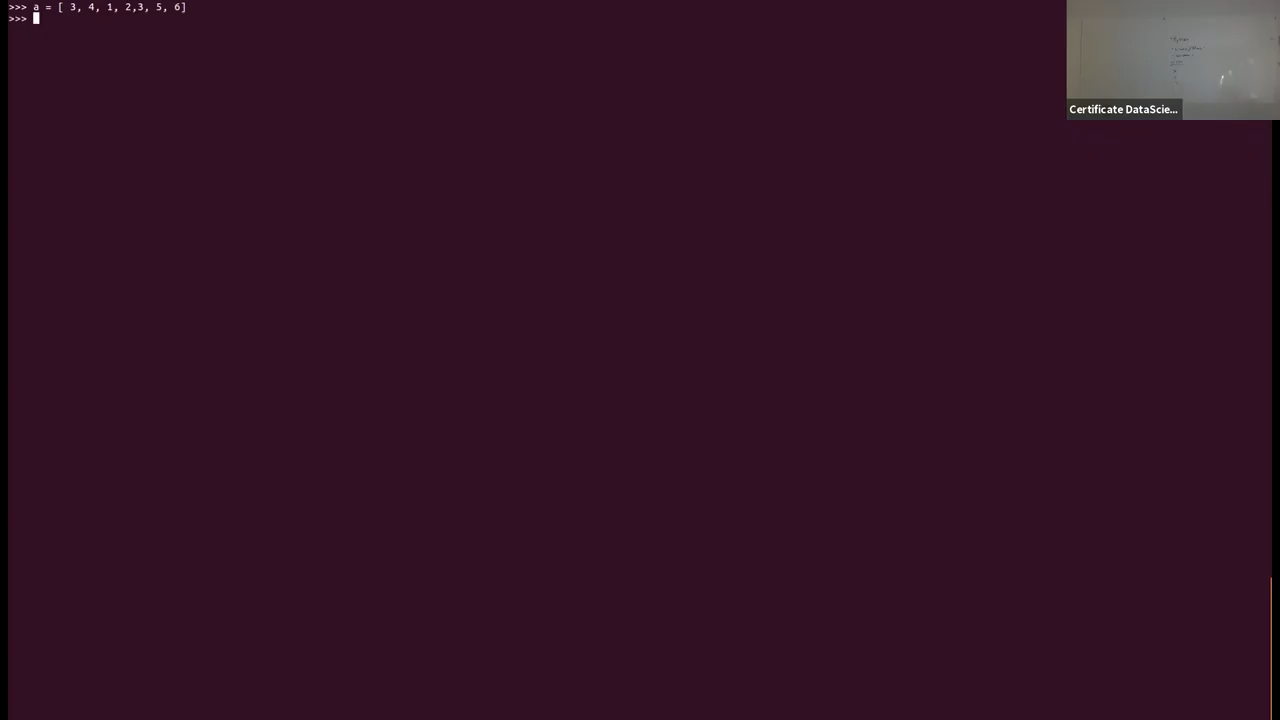 >>> a = [ 3, 4, 1, 2,3, 5, 6]
>>>
Certificate DataScie...